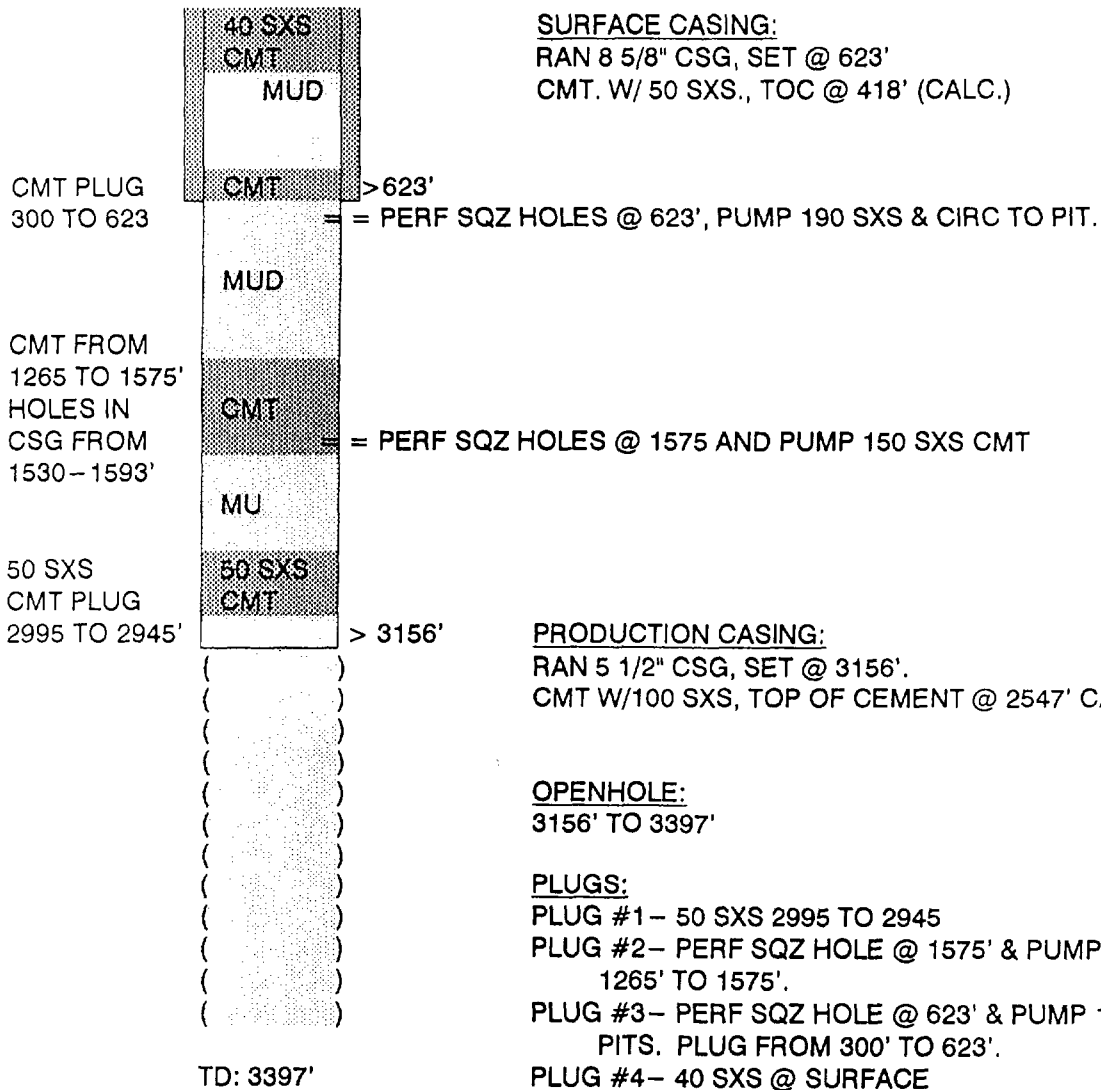 40 SXS
CMT
MUD
SURFACE CASING:
RAN 8 5/8" CSG, SET @ 623'
CMT. W/ 50 SXS., TOC @ 418' (CALC.)
CMT PLUG
300 TO 623
CMT
>623'
= = PERF SQZ HOLES @ 623', PUMP 190 SXS & CIRC TO PIT.
MUD
CMT FROM
1265 TO 1575'
HOLES IN
CSG FROM
1530–1593'
CMT
= = PERF SQZ HOLES @ 1575 AND PUMP 150 SXS CMT
MU
50 SXS
CMT PLUG
2995 TO 2945'
50 SXS
CMT
> 3156'
PRODUCTION CASING:
RAN 5 1/2" CSG, SET @ 3156'.
CMT W/100 SXS, TOP OF CEMENT @ 2547'
OPENHOLE:
3156' TO 3397'
PLUGS:
PLUG #1– 50 SXS 2995 TO 2945
PLUG #2– PERF SQZ HOLE @ 1575' & PUMP
1265' TO 1575'.
PLUG #3– PERF SQZ HOLE @ 623' & PUMP
PITS. PLUG FROM 300' TO 623'.
PLUG #4– 40 SXS @ SURFACE
TD: 3397'